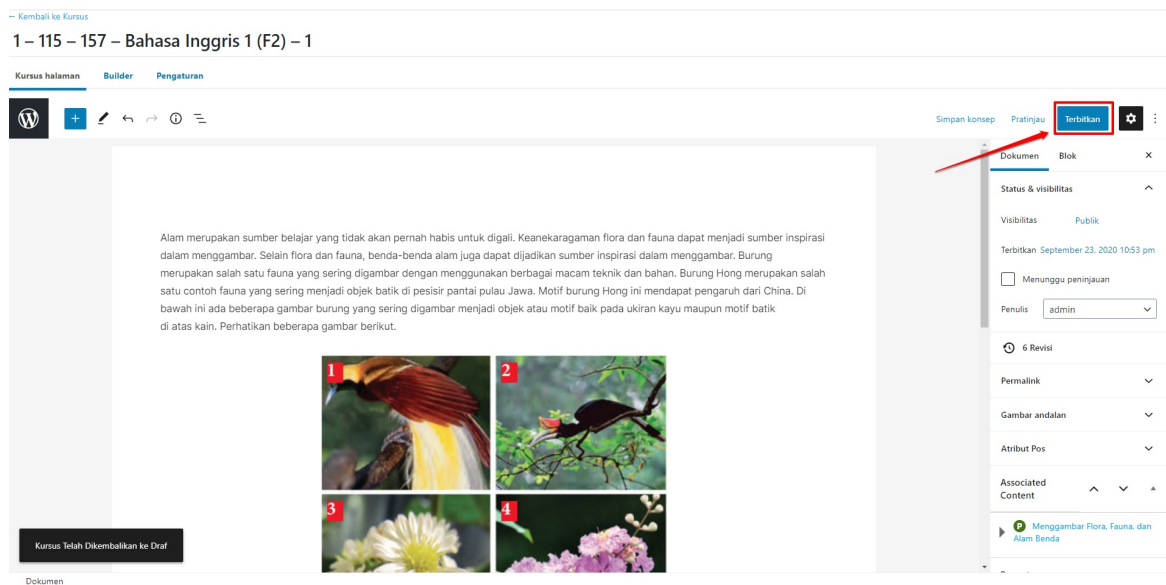 ← Kembali ke Kursus
1 – 115 – 157 – Bahasa Inggris 1 (F2) – 1
Kursus halaman Builder Pengaturan
Simpan konsep Pratinjau Terbitkan
Dokumen Blok
Status & visibilitas
Visibilitas Publik
Terbitkan September 23, 2020 10:53 pm
Menunggu peninjauan
Penulis admin
6 Revisi
Permalink
Gambar andalan
Atribut Pos
Associated
Content
P Menggambar Flora, Fauna, dan
Alam Benda
Alam merupakan sumber belajar yang tidak akan pernah habis untuk digali. Keanekaragaman flora dan fauna dapat menjadi sumber inspirasi
dalam menggambar. Selain flora dan fauna, benda-benda alam juga dapat dijadikan sumber inspirasi dalam menggambar. Burung
merupakan salah satu fauna yang sering digambar dengan menggunakan berbagai macam teknik dan bahan. Burung Hong merupakan salah
satu contoh fauna yang sering menjadi objek batik di pesisir pantai pulau Jawa. Motif burung Hong ini mendapat pengaruh dari China. Di
bawah ini ada beberapa gambar burung yang sering digambar menjadi objek atau motif baik pada ukiran kayu maupun motif batik
di atas kain. Perhatikan beberapa gambar berikut.
1
2
3
4
Kursus Telah Dikembalikan ke Draf
Dokumen